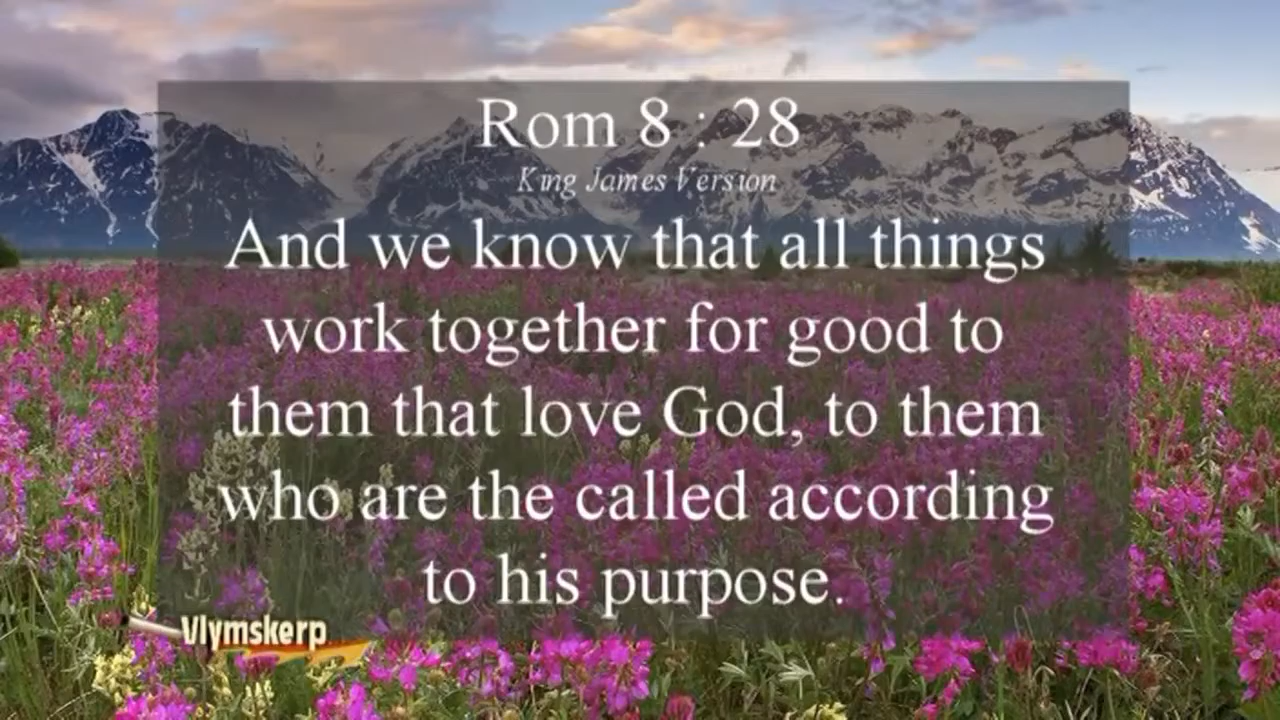 Rom 8 : 28
King James Version
And we know that all things
work together for good to
them that love God, to them
who are the called according
to his purpose.
Vlymskerp